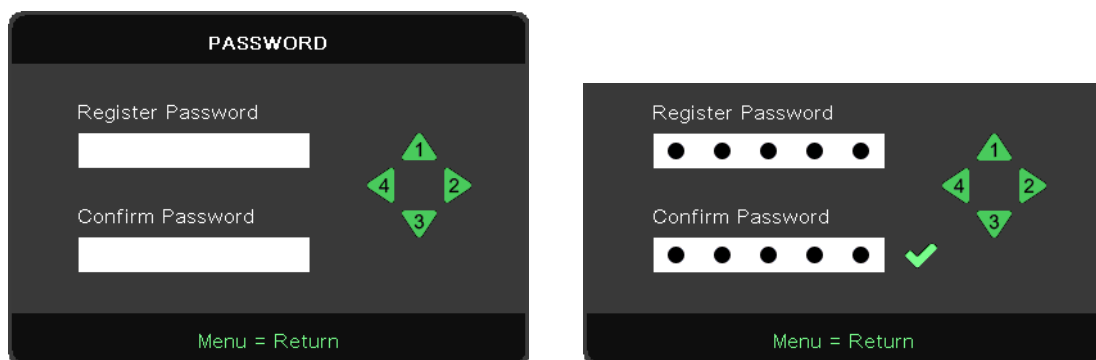 PASSWORD
Register Password
1
4 2
Confirm Password
3
Menu = Return
Register Password
1
4 2
Confirm Password
3
Menu = Return